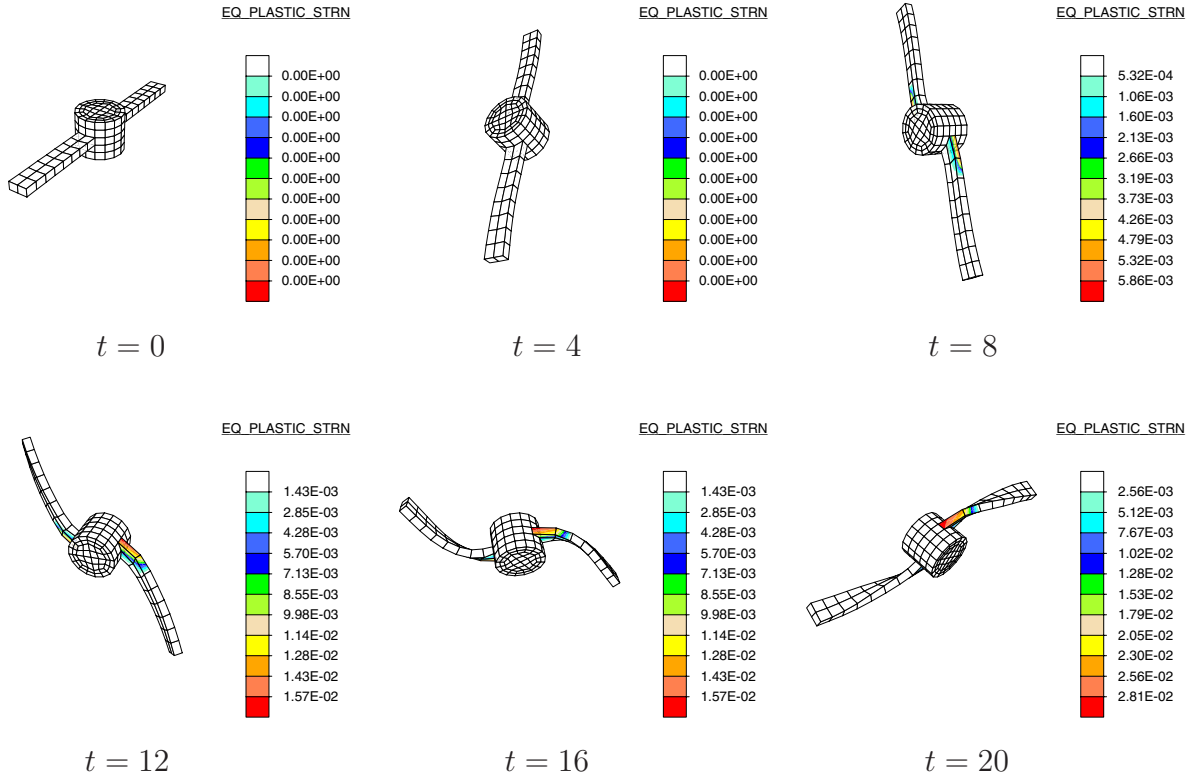 EQ_PLASTIC_STRN
0.00E+00
0.00E+00
0.00E+00
0.00E+00
0.00E+00
0.00E+00
0.00E+00
0.00E+00
0.00E+00
0.00E+00
0.00E+00
t = 0
EQ_PLASTIC_STRN
0.00E+00
0.00E+00
0.00E+00
0.00E+00
0.00E+00
0.00E+00
0.00E+00
0.00E+00
0.00E+00
0.00E+00
0.00E+00
t = 4
EQ_PLASTIC_STRN
5.32E-04
1.06E-03
1.60E-03
2.13E-03
2.66E-03
3.19E-03
3.73E-03
4.26E-03
4.79E-03
5.32E-03
5.86E-03
t = 8
EQ_PLASTIC_STRN
1.43E-03
2.85E-03
4.28E-03
5.70E-03
7.13E-03
8.55E-03
9.98E-03
1.14E-02
1.28E-02
1.43E-02
1.57E-02
t = 12
EQ_PLASTIC_STRN
1.43E-03
2.85E-03
4.28E-03
5.70E-03
7.13E-03
8.55E-03
9.98E-03
1.14E-02
1.28E-02
1.43E-02
1.57E-02
t = 16
EQ_PLASTIC_STRN
2.56E-03
5.12E-03
7.67E-03
1.02E-02
1.28E-02
1.53E-02
1.79E-02
2.05E-02
2.30E-02
2.56E-02
2.81E-02
t = 20